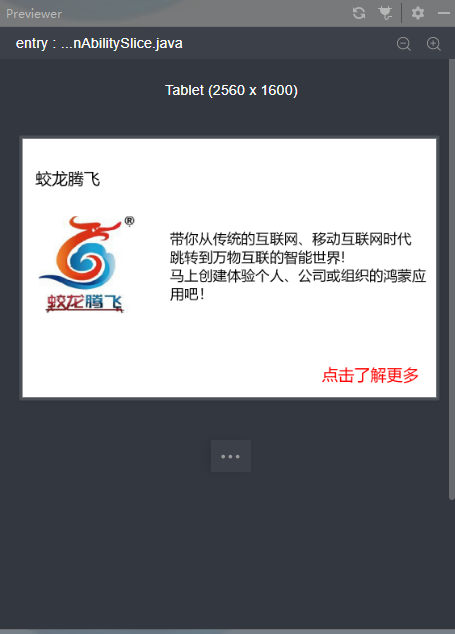 Previewer
entry : ...nAbilitySlice.java
Tablet (2560 x 1600)
蛟龙腾飞
®
蛟龙腾飞
带你从传统的互联网、移动互联网时代
跳转到万物互联的智能世界!
马上创建体验个人、公司或组织的鸿蒙应
用吧!
点击了解更多